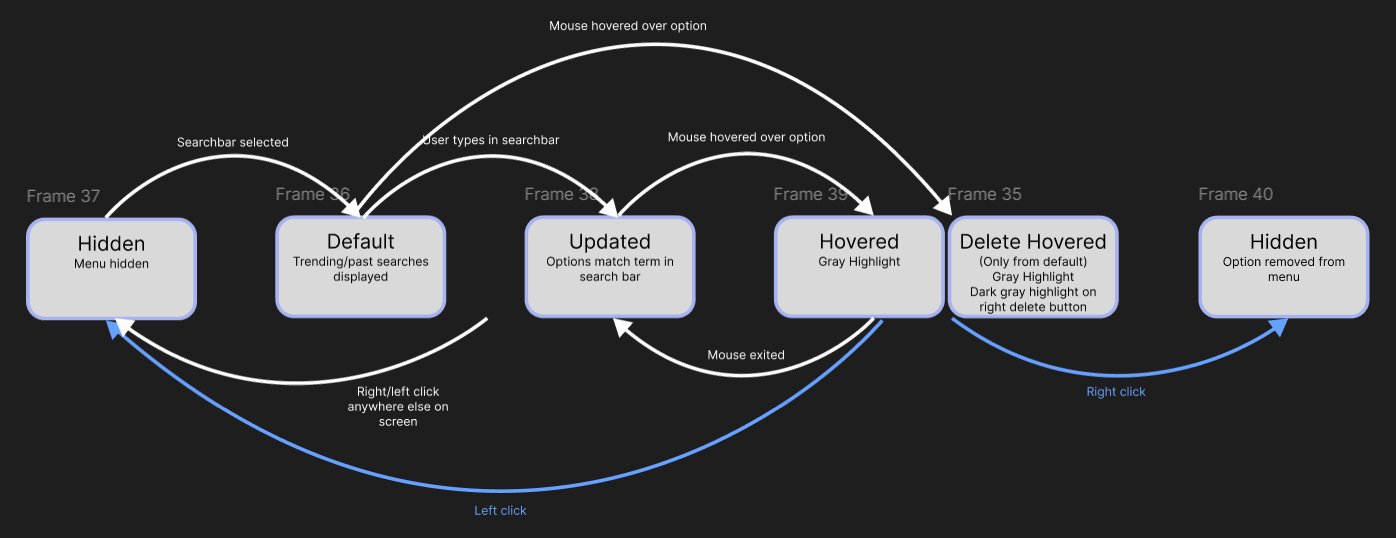 Mouse hovered over option
Searchbar selected
User types in searchbar
Mouse hovered over option
Frame 37
Frame 36
Frame 38
Frame 39
Frame 35
Frame 40
Hidden
Menu hidden
Default
Trending/past searches
displayed
Updated
Options match term in
search bar
Hovered
Gray Highlight
Delete Hovered
(Only from default)
Gray Highlight
Dark gray highlight on
right delete button
Hidden
Option removed from
menu
Mouse exited
Right/left click
anywhere else on
screen
Right click
Left click